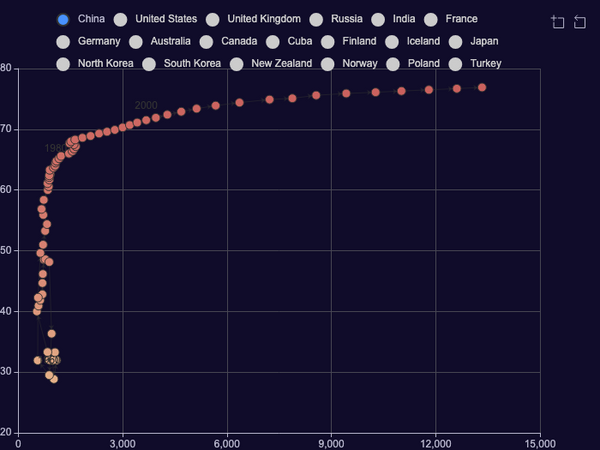 China United States United Kingdom Russia India France
Germany Australia Canada Cuba Finland Iceland Japan
North Korea South Korea New Zealand Norway Poland Turkey
80
2000
70
1980
60
50
40
30
20
0 3,000 6,000 9,000 12,000 15,000